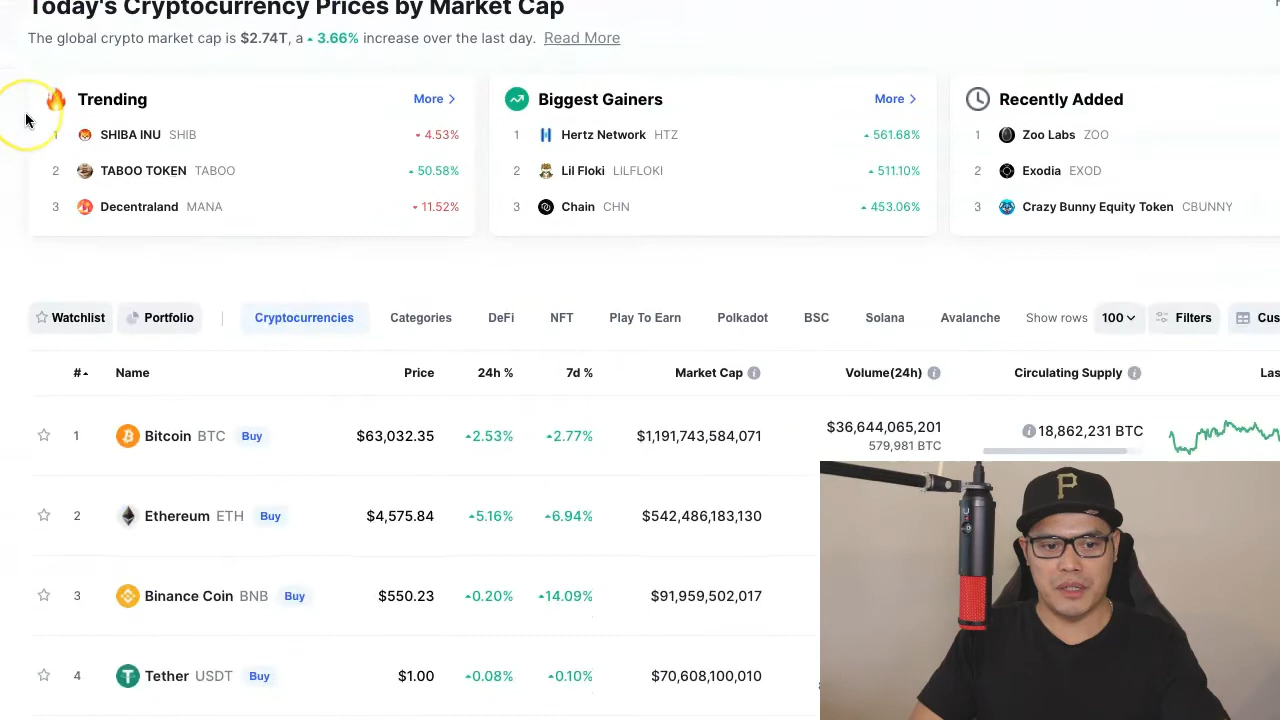 Today's Cryptocurrency Prices by Market Cap
The global crypto market cap is $2.74T, a 3.66% increase over the last day. Read More
Trending More
1 SHIBA INU SHIB 4.53%
2 TABOO TOKEN TABOO 50.58%
3 Decentraland MANA 11.52%
Biggest Gainers More
1 Hertz Network HTZ 561.68%
2 Lil Floki LILFLOKI 511.10%
3 Chain CHN 453.06%
Recently Added
1 Zoo Labs ZOO
2 Exodia EXOD
3 Crazy Bunny Equity Token CBUNNY
Watchlist Portfolio Cryptocurrencies Categories DeFi NFT Play To Earn Polkadot BSC Solana Avalanche Show rows 100 Filters Cus
# Name Price 24h % 7d % Market Cap Volume(24h) Circulating Supply Las
1 Bitcoin BTC Buy $63,032.35 2.53% 2.77% $1,191,743,584,071 $36,644,065,201 18,862,231 BTC
579,981 BTC
2 Ethereum ETH Buy $4,575.84 5.16% 6.94% $542,486,183,130
3 Binance Coin BNB Buy $550.23 0.20% 14.09% $91,959,502,017
4 Tether USDT Buy $1.00 0.08% 0.10% $70,608,100,010
P